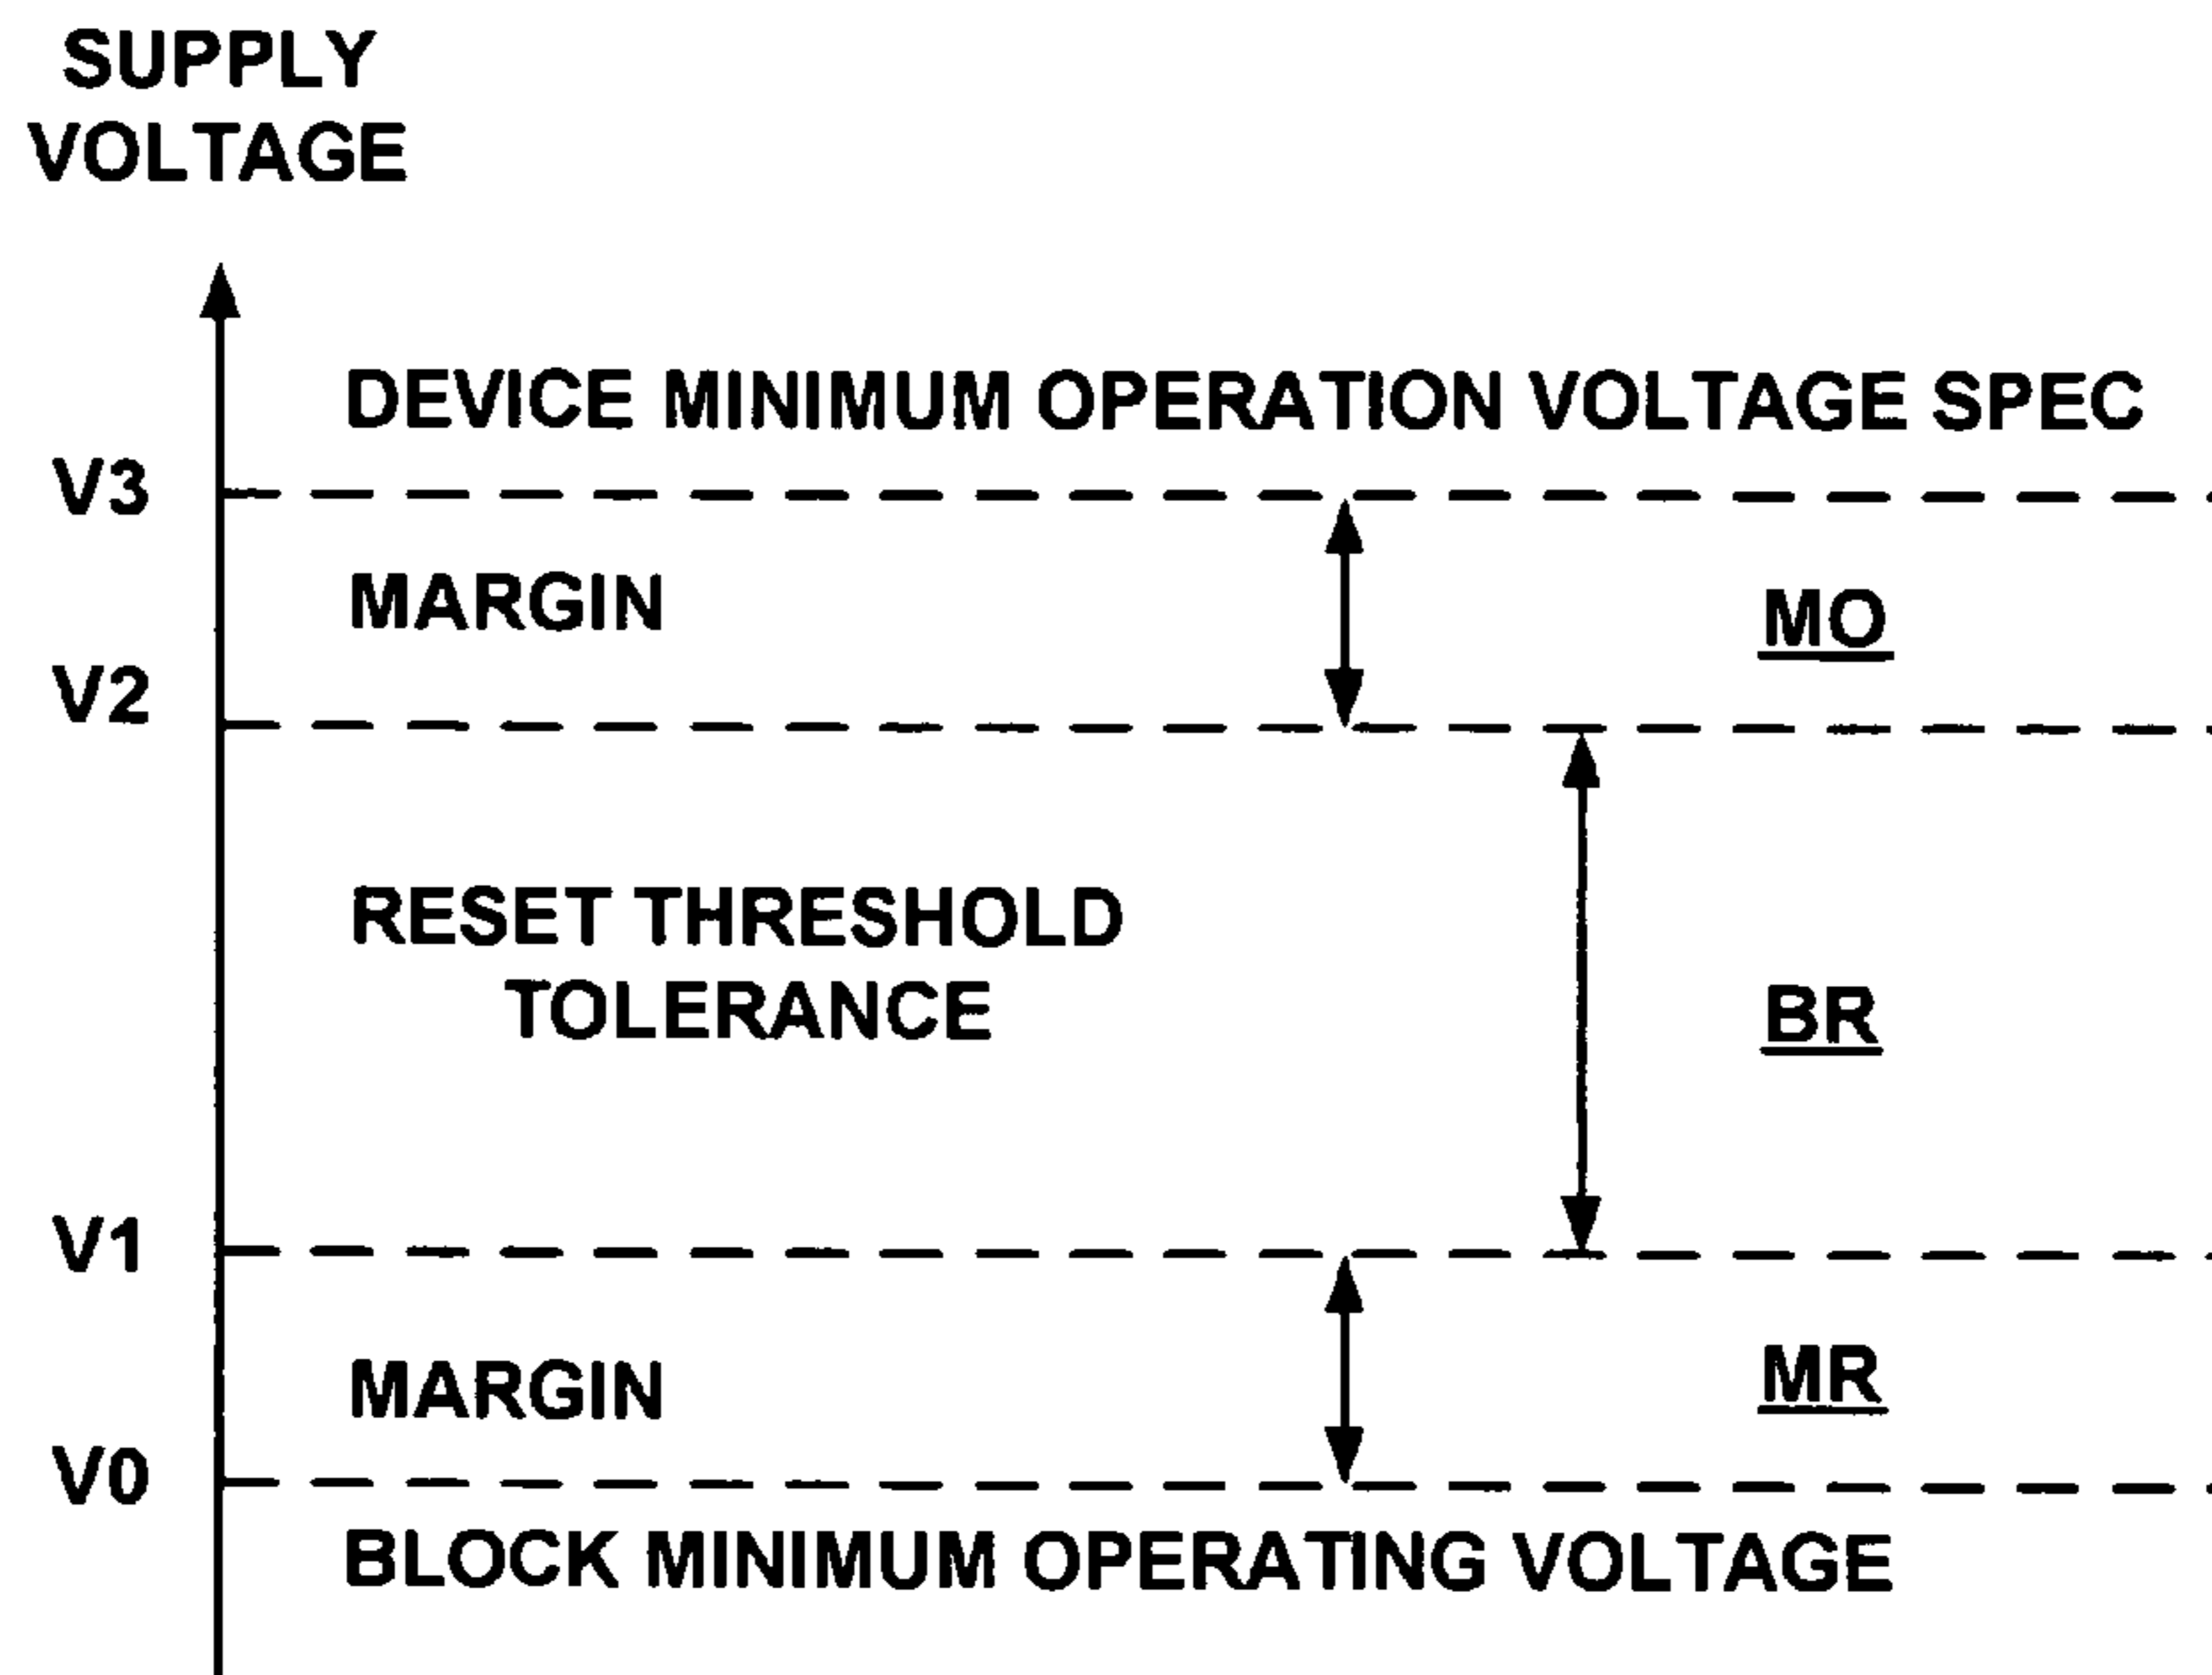 SUPPLY
VOLTAGE
DEVICE MINIMUM OPERATION VOLTAGE SPEC
V3
MARGIN
MO
V2
RESET THRESHOLD
TOLERANCE
BR
V1
MARGIN
MR
V0
BLOCK MINIMUM OPERATING VOLTAGE